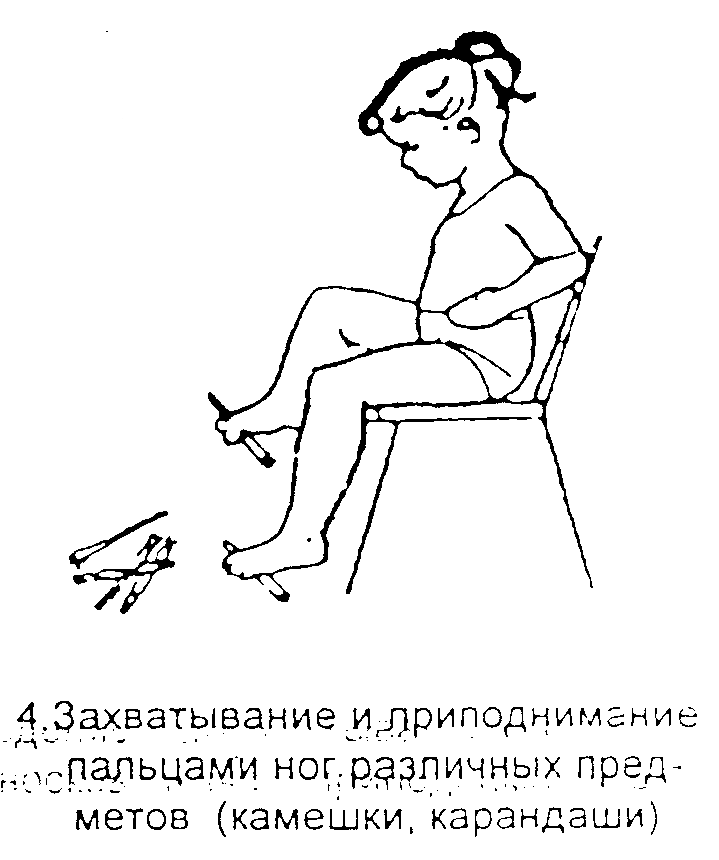 4.Захватывание и приподнимание
пальцами ног различных пред-
метов (камешки, карандаши)